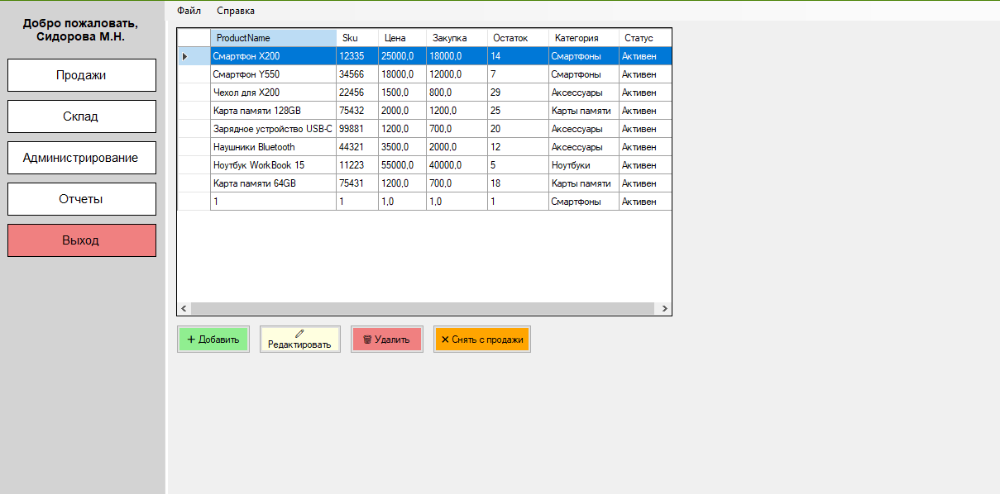 Файл Справка
Добро пожаловать,
Сидорова М.Н.
Продажи
Склад
Администрирование
Отчеты
Выход
ProductName Sku Цена Закупка Остаток Категория Статус
Смартфон X200 12335 25000,0 18000,0 14 Смартфоны Активен
Смартфон Y550 34566 18000,0 12000,0 7 Смартфоны Активен
Чехол для X200 22456 1500,0 800,0 29 Аксессуары Активен
Карта памяти 128GB 75432 2000,0 1200,0 25 Карты памяти Активен
Зарядное устройство USB-C 99881 1200,0 700,0 20 Аксессуары Активен
Наушники Bluetooth 44321 3500,0 2000,0 12 Аксессуары Активен
Ноутбук WorkBook 15 11223 55000,0 40000,0 5 Ноутбуки Активен
Карта памяти 64GB 75431 1200,0 700,0 18 Карты памяти Активен
1 1 1,0 1,0 1 Смартфоны Активен
+ Добавить
Редактировать
Удалить
✕ Снять с продажи